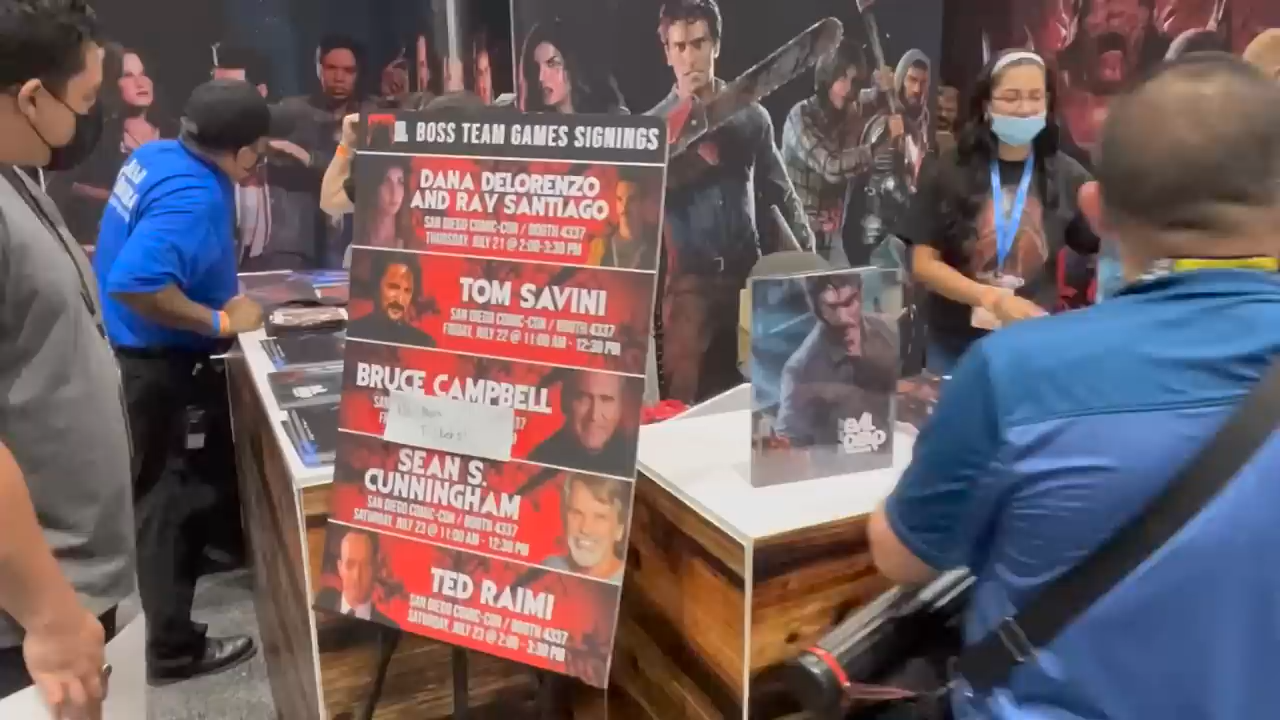 BOSS TEAM GAMES SIGNINGS
DANA DELORENZO
AND RAY SANTIAGO
SAN DIEGO COMIC-CON / BOOTH 4337
THURSDAY, JULY 21 @ 2:00-3:30 PM
TOM SAVINI
SAN DIEGO COMIC-CON / BOOTH 4337
FRIDAY, JULY 22 @ 11:00 AM - 12:30 PM
BRUCE CAMPBELL
SEAN S.
CUNNINGHAM
SAN DIEGO COMIC-CON / BOOTH 4337
SATURDAY, JULY 23 @ 11:00 AM - 12:30 PM
TED RAIMI
SAN DIEGO COMIC-CON / BOOTH 4337
SATURDAY, JULY 23 @ 2:00 - 3:30 PM